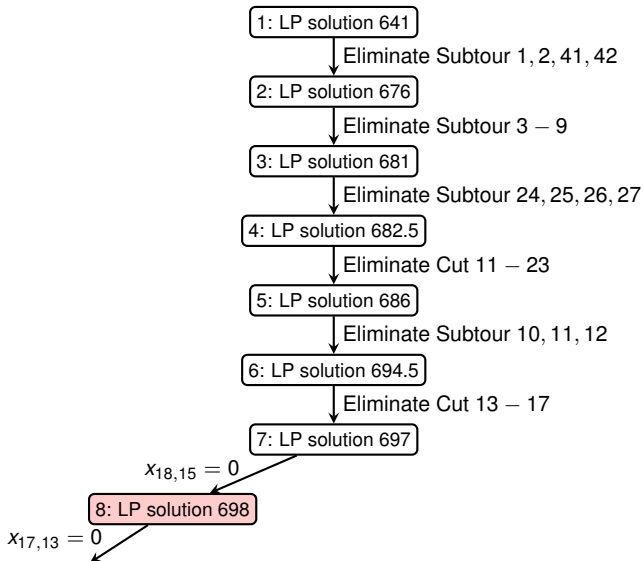 1: LP solution 641
Eliminate Subtour 1, 2, 41, 42
2: LP solution 676
Eliminate Subtour 3 − 9
3: LP solution 681
Eliminate Subtour 24, 25, 26, 27
4: LP solution 682.5
Eliminate Cut 11 − 23
5: LP solution 686
Eliminate Subtour 10, 11, 12
6: LP solution 694.5
Eliminate Cut 13 − 17
7: LP solution 697
x18,15 = 0
8: LP solution 698
x17,13 = 0